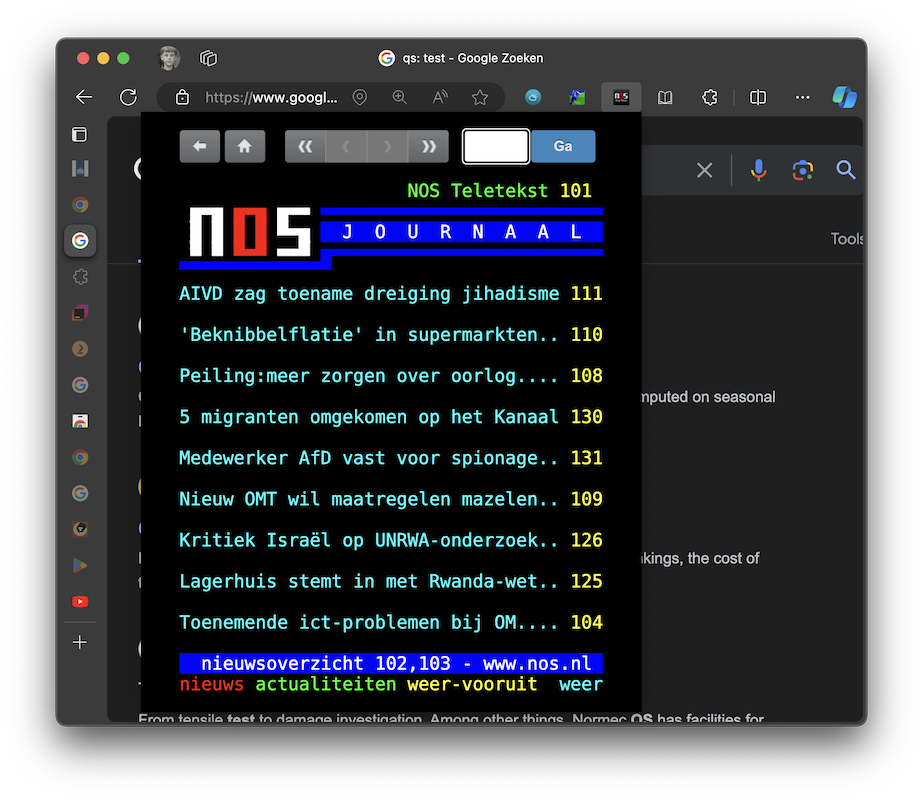 qs: test - Google Zoeken
https://www.googl...
Ga
NOS Teletekst 101
NOS
JOURNAAL
AIVD zag toename dreiging jihadisme 111
'Beknibbelflatie' in supermarkten.. 110
Peiling:meer zorgen over oorlog.... 108
5 migranten omgekomen op het Kanaal 130
Medewerker AfD vast voor spionage.. 131
Nieuw OMT wil maatregelen mazelen.. 109
Kritiek Israël op UNRWA-onderzoek.. 126
Lagerhuis stemt in met Rwanda-wet.. 125
Toenemende ict-problemen bij OM.... 104
nieuwsoverzicht 102,103 - www.nos.nl
nieuws actualiteiten weer-vooruit weer
Tools
mputed on seasonal
kings, the cost of
From tensile test to damage investigation. Among other things, Normec QS has facilities for